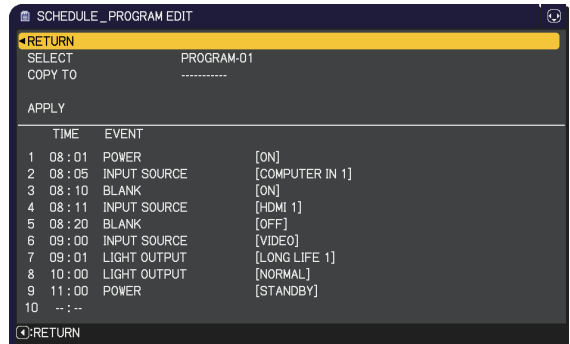 SCHEDULE_PROGRAM EDIT
◄RETURN
SELECT PROGRAM-01
COPY TO -----------
APPLY
TIME EVENT
1 08:01 POWER [ON]
2 08:05 INPUT SOURCE [COMPUTER IN 1]
3 08:10 BLANK [ON]
4 08:11 INPUT SOURCE [HDMI 1]
5 08:20 BLANK [OFF]
6 09:00 INPUT SOURCE [VIDEO]
7 09:01 LIGHT OUTPUT [LONG LIFE 1]
8 10:00 LIGHT OUTPUT [NORMAL]
9 11:00 POWER [STANDBY]
10 --:--
:RETURN